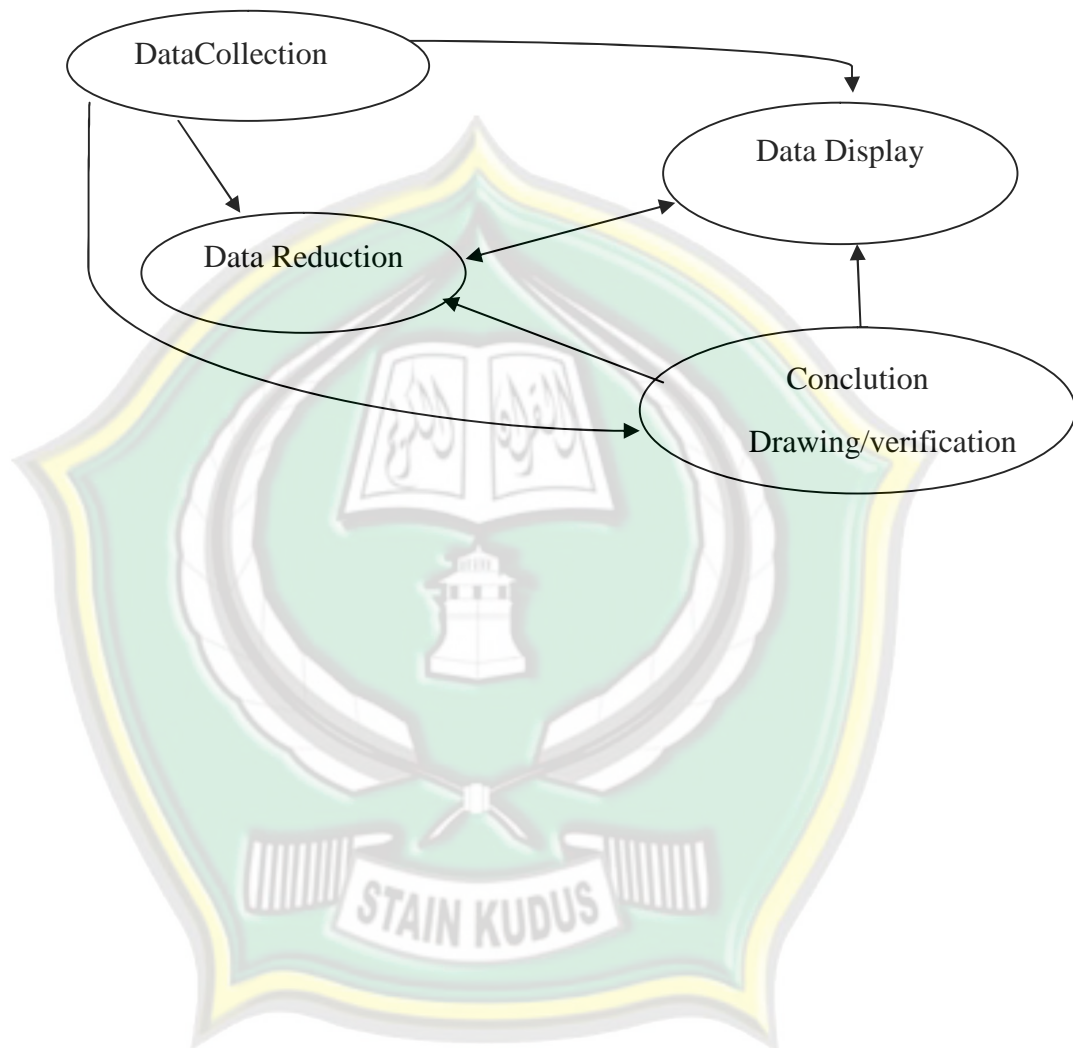 DataCollection
Data Display
Data Reduction
Conclution
Drawing/verification
STAIN KUDUS